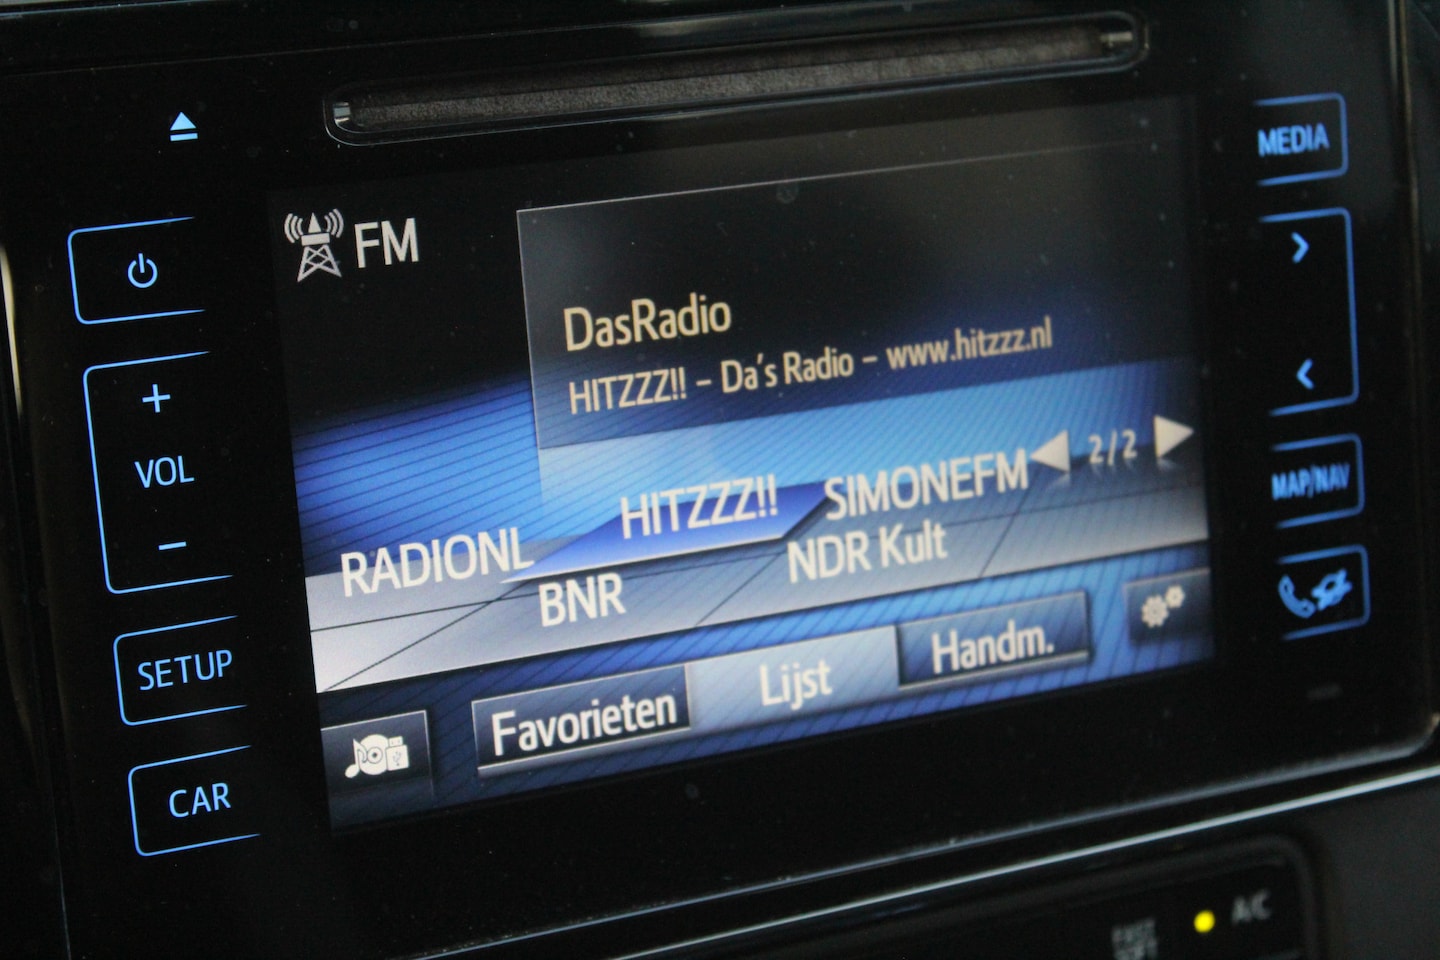 MEDIA
FM
DasRadio
HITZZZ!! – Da's Radio – www.hitzzz.nl
+
VOL
−
2/2
MAP/NAV
RADIONL HITZZZ!! SIMONEFM
BNR NDR Kult
SETUP
Favorieten Lijst Handm.
CAR
A/C